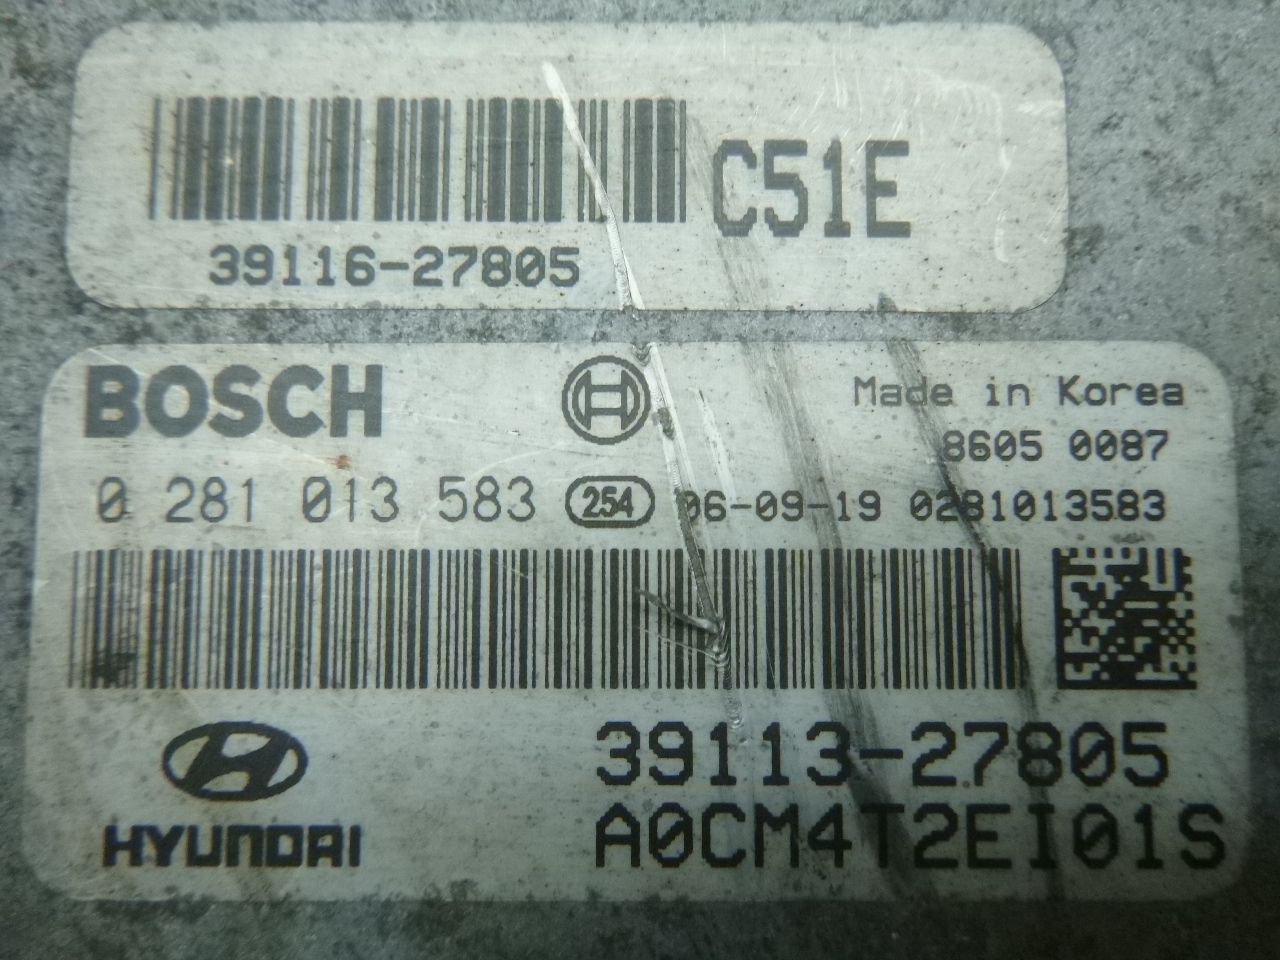 C51E
39116-27805
BOSCH
Made in Korea
8605 0087
0 281 013 583 254 06-09-19 0281013583
HYUNDAI
39113-27805
A0CM4T2EI01S